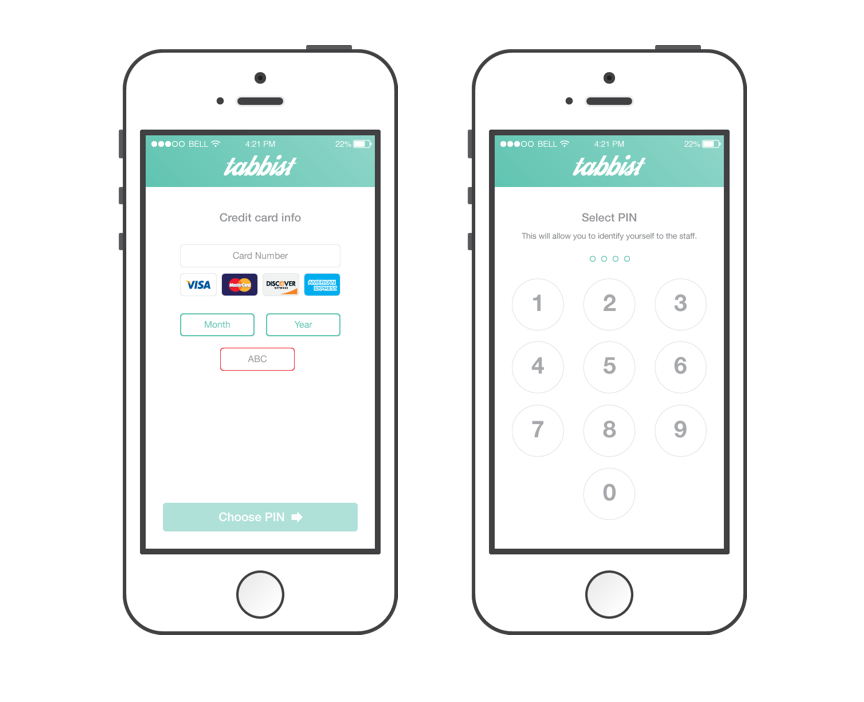 BELL 4:21 PM 22%
tabbist
Credit card info
Card Number
VISA MasterCard DISCOVER NETWORK AMERICAN EXPRESS
Month Year
ABC
Choose PIN
BELL 4:21 PM 22%
tabbist
Select PIN
This will allow you to identify yourself to the staff.
1 2 3
4 5 6
7 8 9
0